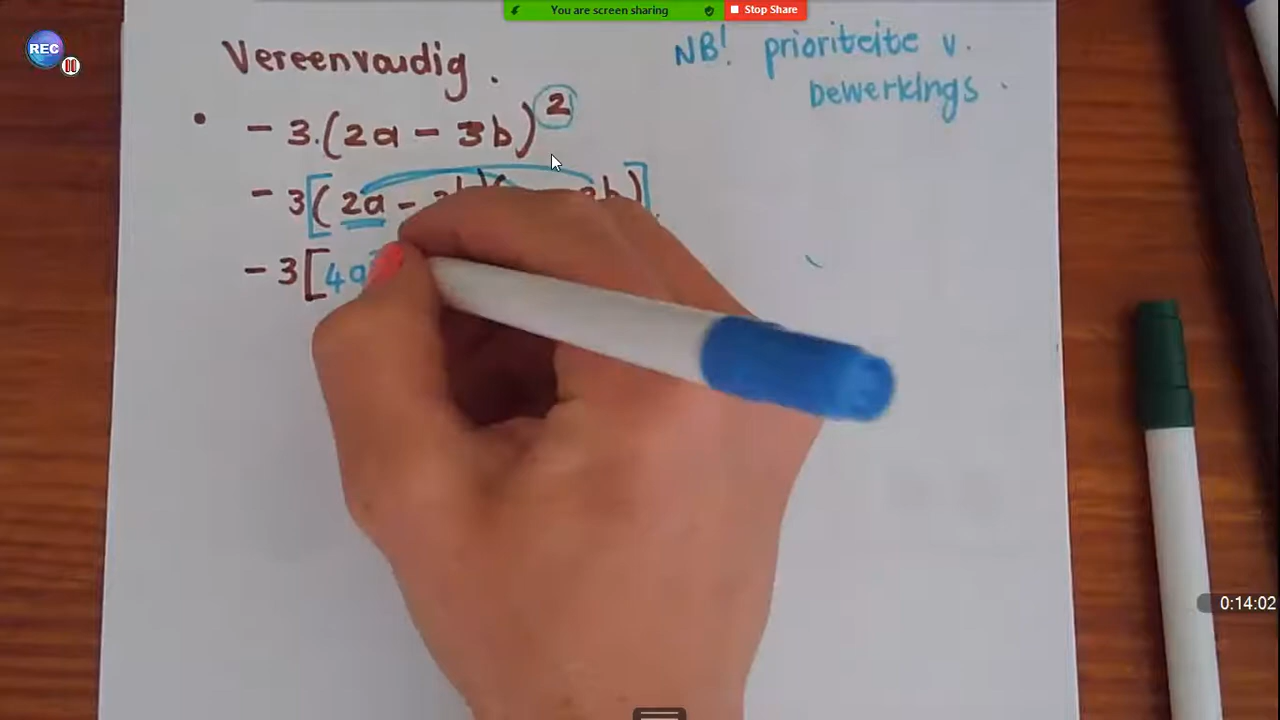 You are screen sharing Stop Share
REC
Vereenvoudig.
NB! prioriteite v.
bewerkings.
• - 3.(2a - 3b)²
- 3[(2a -
- 3[4a
0:14:02